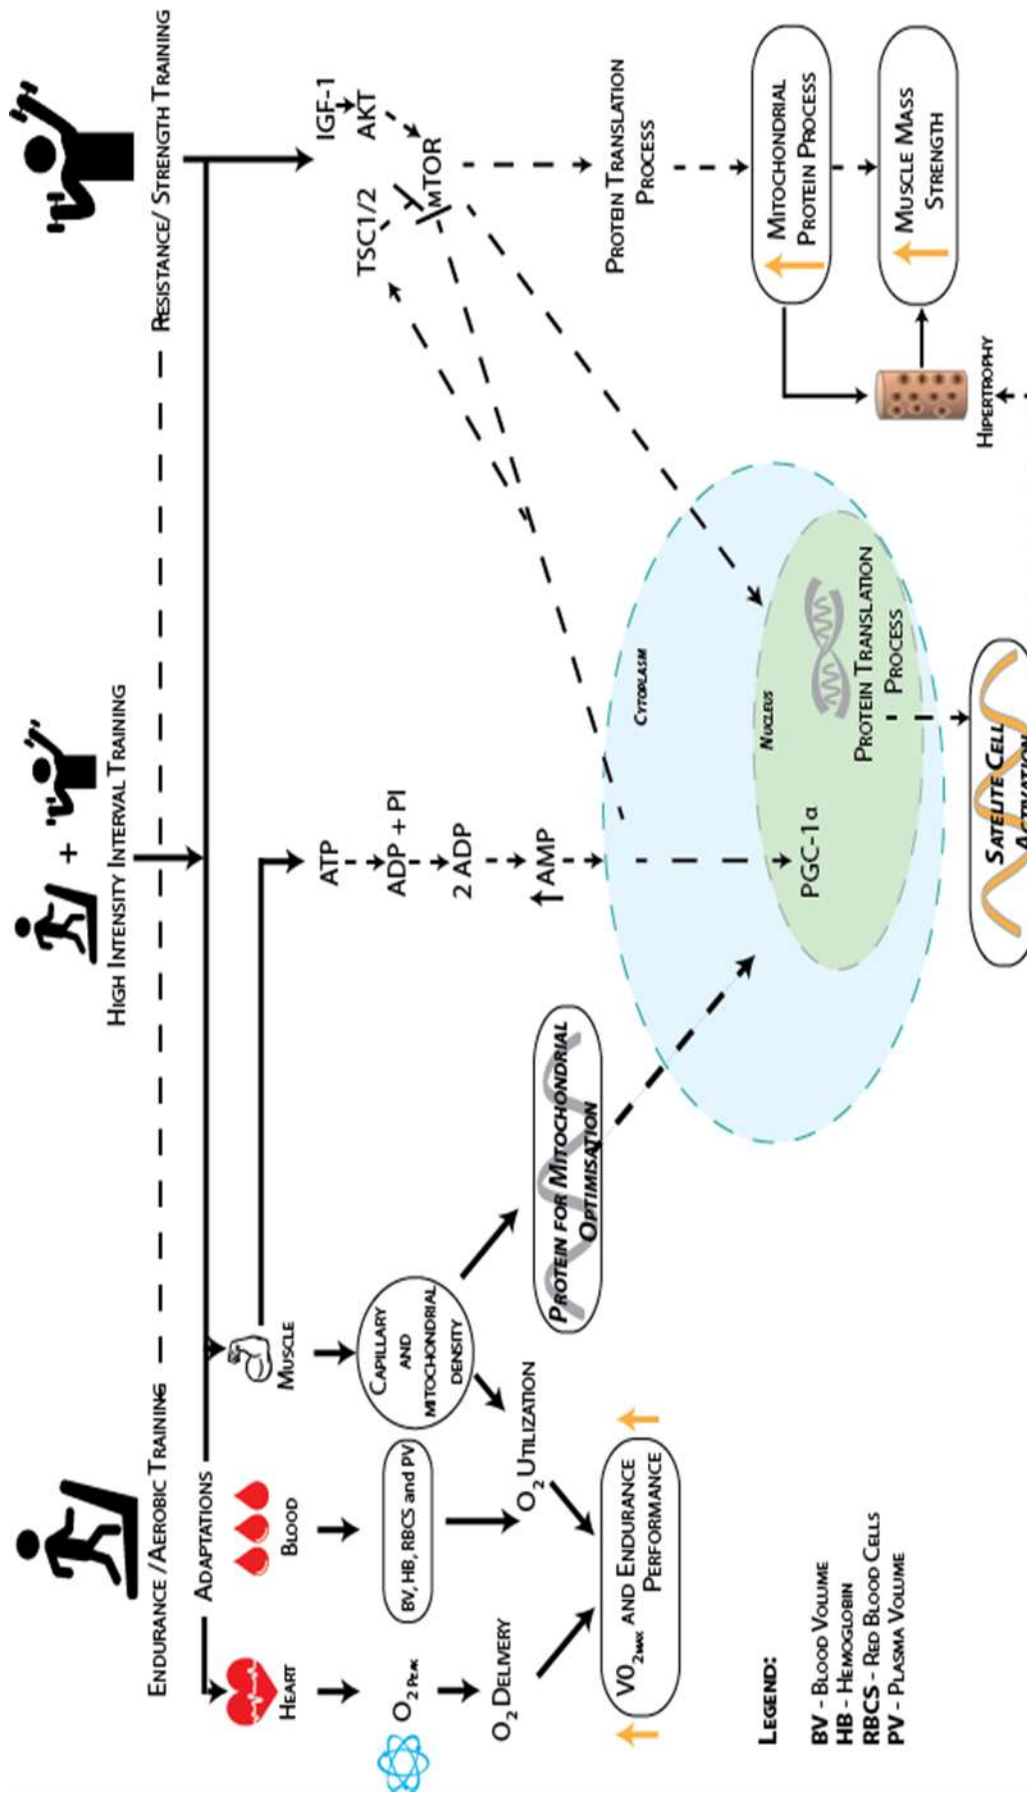 ENDURANCE /AEROBIC TRAINING
HIGH INTENSITY INTERVAL TRAINING
+
RESISTANCE/ STRENGTH TRAINING
ADAPTATIONS
HEART
BLOOD
MUSCLE
O2 PEAK
BV, HB, RBCS and PV
CAPILLARY
AND
MITOCHONDRIAL
DENSITY
O2 DELIVERY
O2 UTILIZATION
PROTEIN FOR MITOCHONDRIAL
OPTIMISATION
VO2MAX AND ENDURANCE
PERFORMANCE
ATP
ADP + PI
2 ADP
AMP
CYTOPLASM
NUCLEUS
PGC-1α
PROTEIN TRANSLATION
PROCESS
SATELITE CELL
ACTIVATION
IGF-1
AKT
TSC1/2
MTOR
PROTEIN TRANSLATION
PROCESS
MITOCHONDRIAL
PROTEIN PROCESS
MUSCLE MASS
STRENGTH
HIPERTROPHY
LEGEND:
BV - BLOOD VOLUME
HB - HEMOGLOBIN
RBCS - RED BLOOD CELLS
PV - PLASMA VOLUME